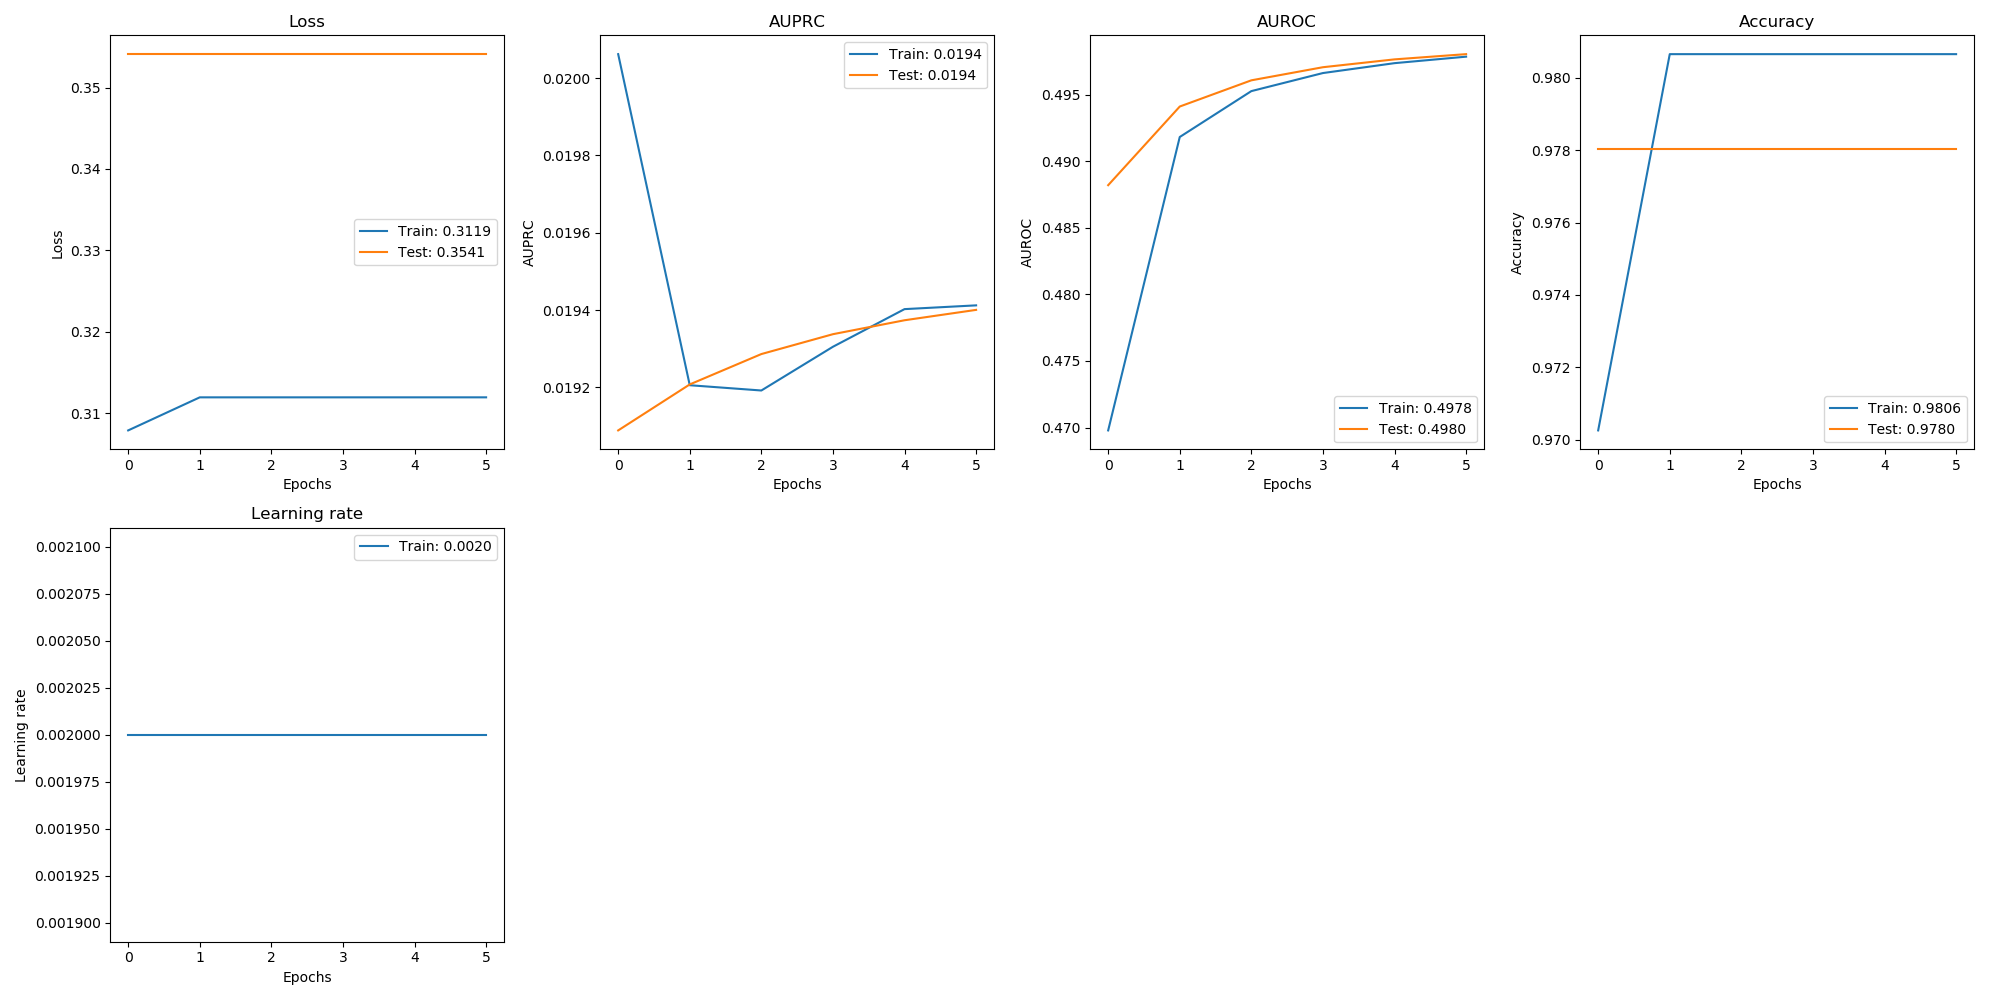 Loss
0.35
0.34
0.33
0.32
0.31
Loss
Train: 0.3119
Test: 0.3541
0 1 2 3 4 5
Epochs
AUPRC
0.0200
0.0198
0.0196
0.0194
0.0192
AUPRC
Train: 0.0194
Test: 0.0194
0 1 2 3 4 5
Epochs
AUROC
0.495
0.490
0.485
0.480
0.475
0.470
AUROC
Train: 0.4978
Test: 0.4980
0 1 2 3 4 5
Epochs
Accuracy
0.980
0.978
0.976
0.974
0.972
0.970
Accuracy
Train: 0.9806
Test: 0.9780
0 1 2 3 4 5
Epochs
Learning rate
0.002100
0.002075
0.002050
0.002025
0.002000
0.001975
0.001950
0.001925
0.001900
Learning rate
Train: 0.0020
0 1 2 3 4 5
Epochs